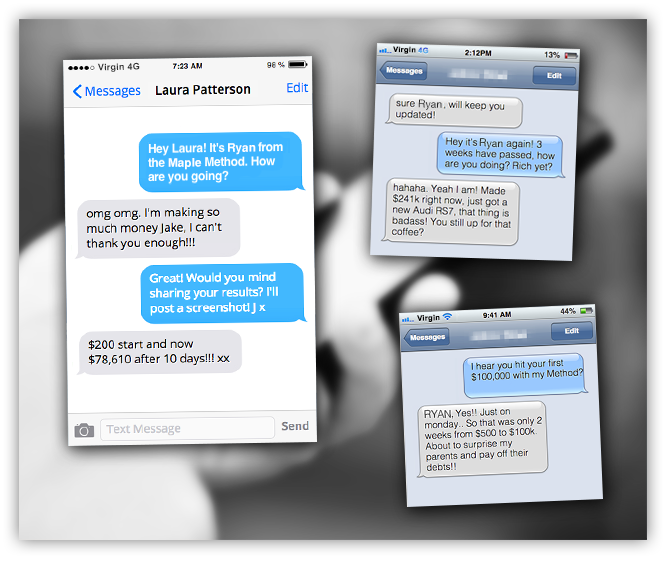 Virgin 4G 7:23 AM 96 %
Messages Laura Patterson Edit
Hey Laura! It's Ryan from
the Maple Method. How
are you going?
omg omg. I'm making so
much money Jake, I can't
thank you enough!!!
Great! Would you mind
sharing your results? I'll
post a screenshot! J x
$200 start and now
$78,610 after 10 days!!! xx
Text Message Send
Virgin 4G 2:12PM 13%
Messages Edit
sure Ryan, will keep you
updated!
Hey it's Ryan again! 3
weeks have passed, how
are you doing? Rich yet?
hahaha. Yeah I am! Made
$241k right now, just got a
new Audi RS7, that thing is
badass! You still up for that
coffee?
Virgin 9:41 AM 44%
Messages Edit
I hear you hit your first
$100,000 with my Method?
RYAN, Yes!! Just on
monday.. So that was only 2
weeks from $500 to $100k.
About to surprise my
parents and pay off their
debts!!